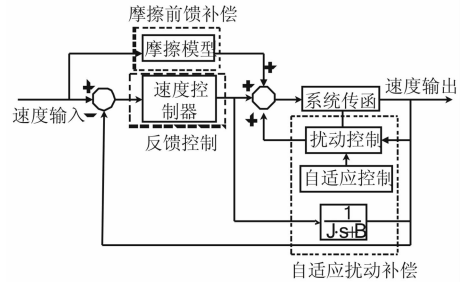 摩擦前馈补偿
摩擦模型
速度输入
速度控
制器
反馈控制
系统传函
速度输出
扰动控制
自适应控制
1
J·s+B
自适应扰动补偿